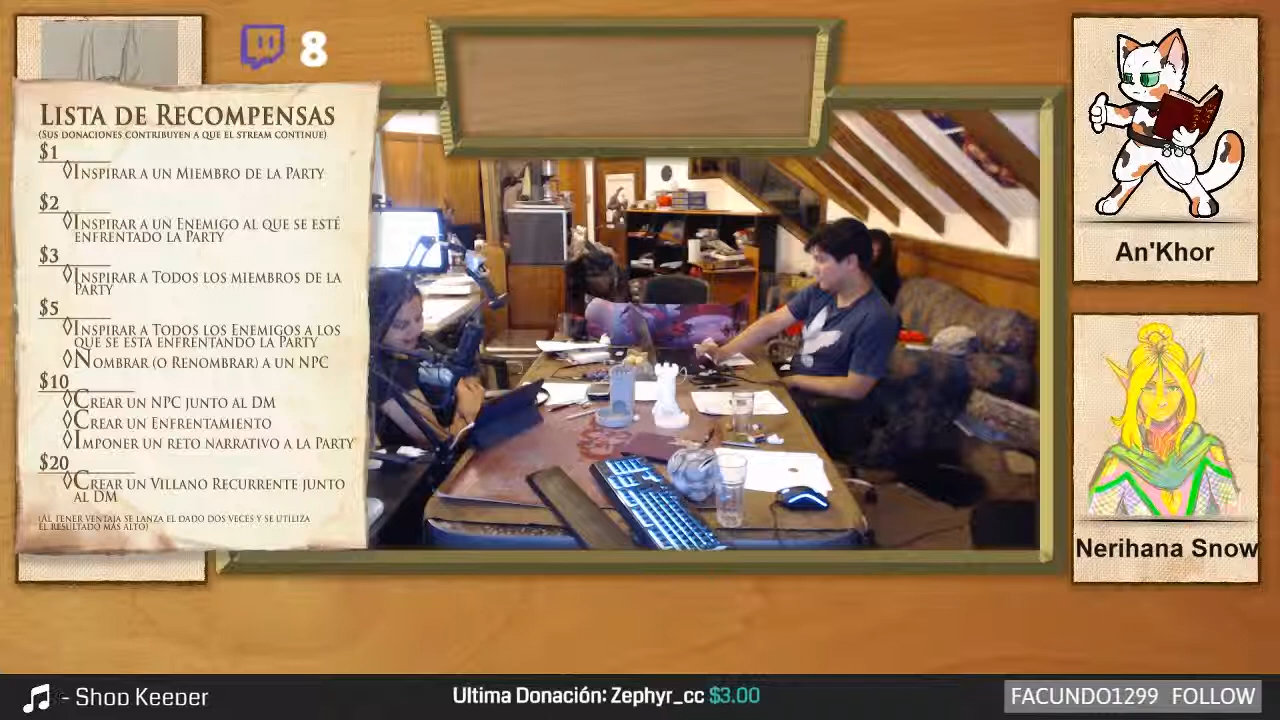 8
LISTA DE RECOMPENSAS
(SUS DONACIONES CONTRIBUYEN A QUE EL STREAM CONTINUE)
$1
INSPIRAR A UN MIEMBRO DE LA PARTY
$2
INSPIRAR A UN ENEMIGO AL QUE SE ESTÉ
ENFRENTADO LA PARTY
$3
INSPIRAR A TODOS LOS MIEMBROS DE LA
PARTY
$5
INSPIRAR A TODOS LOS ENEMIGOS A LOS
QUE SE ESTA ENFRENTANDO LA PARTY
NOMBRAR (O RENOMBRAR) A UN NPC
$10
CREAR UN NPC JUNTO AL DM
CREAR UN ENFRENTAMIENTO
IMPONER UN RETO NARRATIVO A LA PARTY
$20
CREAR UN VILLANO RECURRENTE JUNTO
AL DM
(AL TENER VENTAJA SE LANZA EL DADO DOS VECES Y SE UTILIZA
EL RESULTADO MÁS ALTO)
An'Khor
Nerihana Snow
- Shop Keeper
Ultima Donación: Zephyr_cc $3.00
FACUNDO1299 FOLLOW